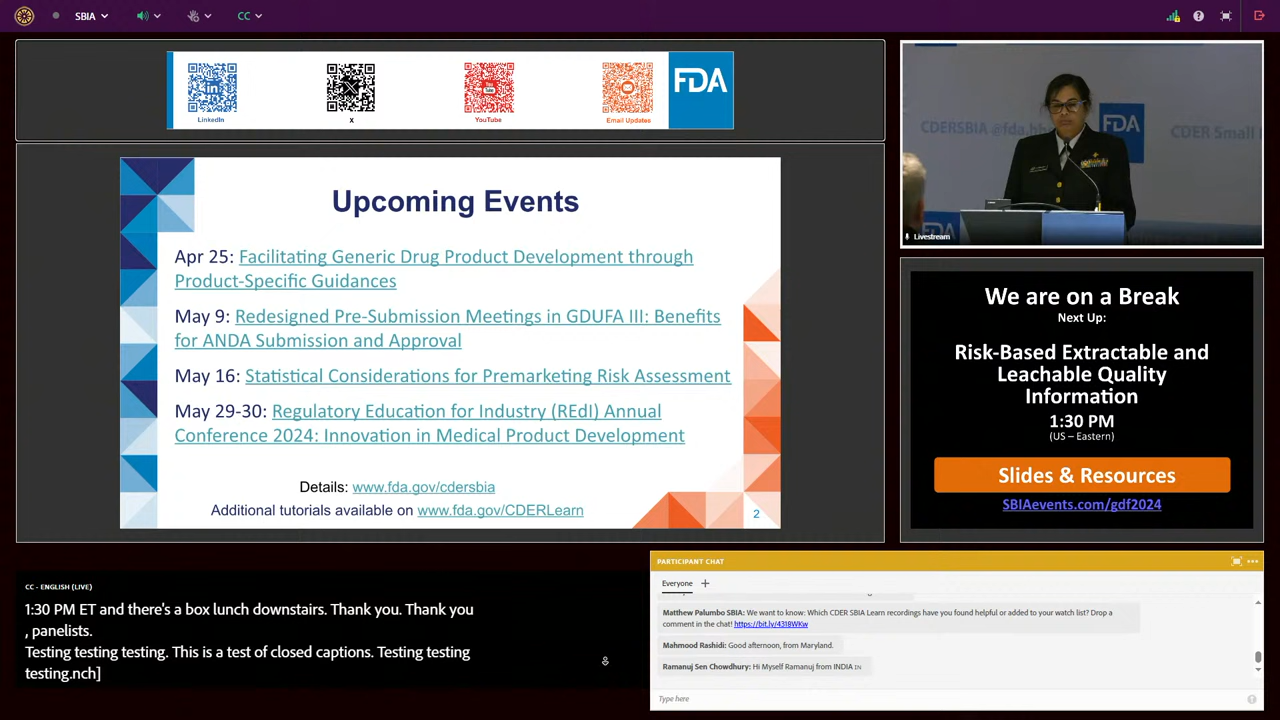 SBIA
CC
LinkedIn
X
YouTube
Email Updates
FDA
Upcoming Events
Apr 25: Facilitating Generic Drug Product Development through
Product-Specific Guidances
May 9: Redesigned Pre-Submission Meetings in GDUFA III: Benefits
for ANDA Submission and Approval
May 16: Statistical Considerations for Premarketing Risk Assessment
May 29-30: Regulatory Education for Industry (REdI) Annual
Conference 2024: Innovation in Medical Product Development
Details: www.fda.gov/cdersbia
Additional tutorials available on www.fda.gov/CDERLearn
2
CDERSBIA@fda.hh
FDA
CDER Small
Livestream
We are on a Break
Next Up:
Risk-Based Extractable and
Leachable Quality
Information
1:30 PM
(US – Eastern)
Slides & Resources
SBIAevents.com/gdf2024
CC - ENGLISH (LIVE)
1:30 PM ET and there's a box lunch downstairs. Thank you. Thank you
, panelists.
Testing testing testing. This is a test of closed captions. Testing testing
testing.nch]
PARTICIPANT CHAT
Everyone
Matthew Palumbo SBIA: We want to know: Which CDER SBIA Learn recordings have you found helpful or added to your watch list? Drop a
comment in the chat! https://bit.ly/4318WKw
Mahmood Rashidi: Good afternoon, from Maryland.
Ramanuj Sen Chowdhury: Hi Myself Ramanuj from INDIA IN
Type here